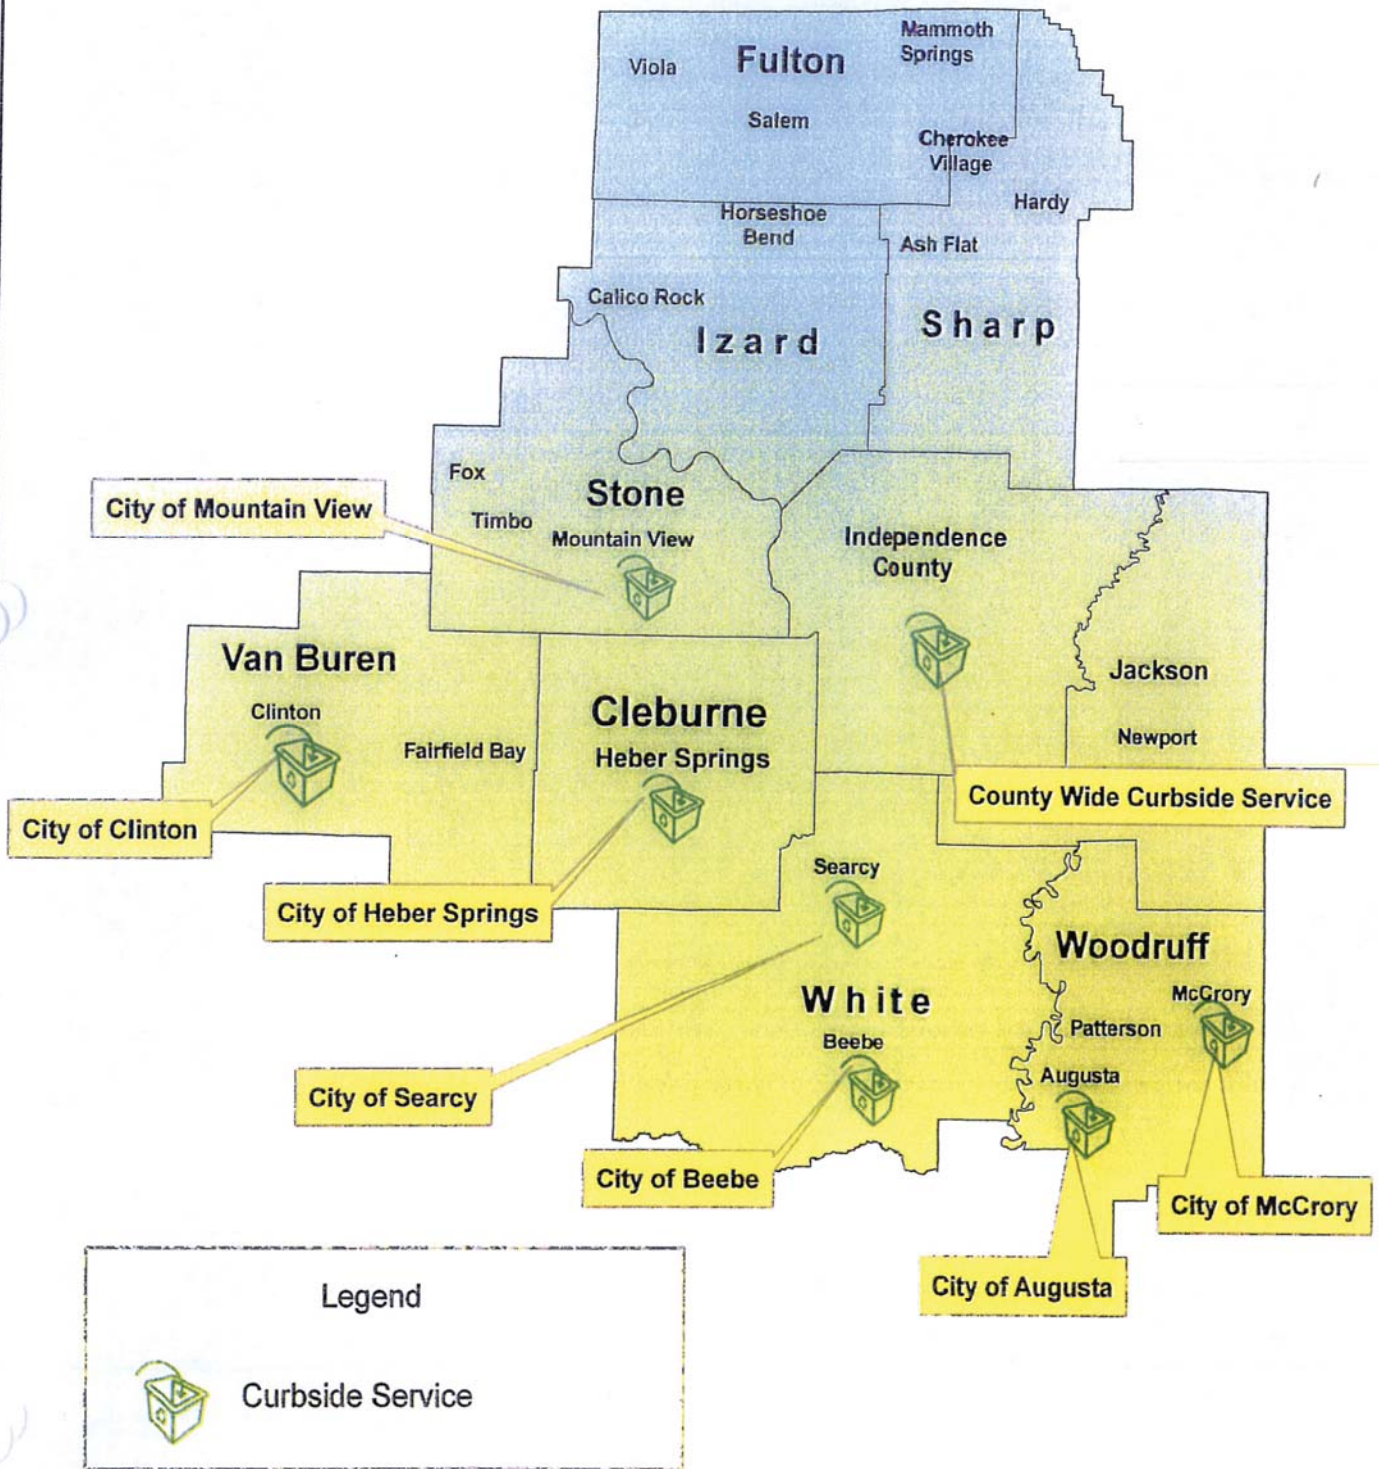 Mammoth
Springs
Viola
Fulton
Salem
Cherokee
Village
Hardy
Horseshoe
Bend
Ash Flat
Calico Rock
Izard
Sharp
Fox
Stone
City of Mountain View
Timbo
Mountain View
Independence
County
Van Buren
Jackson
Clinton
Cleburne
Newport
Fairfield Bay
Heber Springs
County Wide Curbside Service
City of Clinton
Searcy
City of Heber Springs
Woodruff
White
McCrory
Patterson
Beebe
Augusta
City of Searcy
City of Beebe
City of McCrory
City of Augusta
Legend
Curbside Service